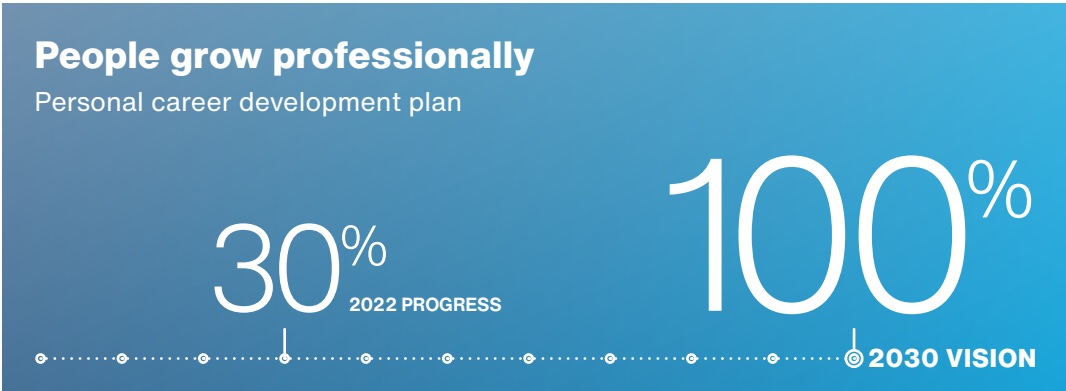 People grow professionally
Personal career development plan
30%
2022 PROGRESS
100%
2030 VISION